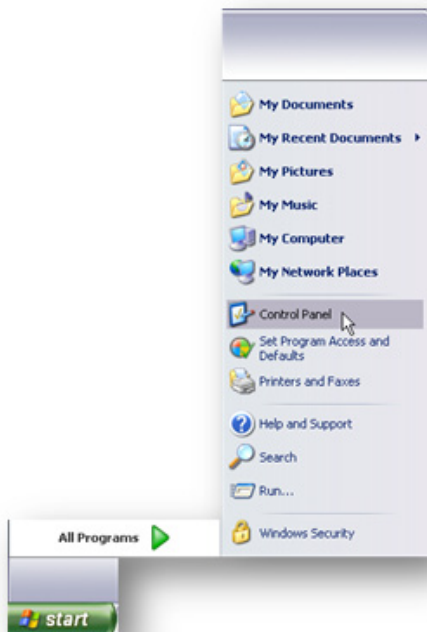 My Documents
My Recent Documents
My Pictures
My Music
My Computer
My Network Places
Control Panel
Set Program Access and
Defaults
Printers and Faxes
Help and Support
Search
Run...
All Programs
Windows Security
start